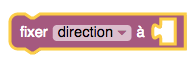 fixer direction à